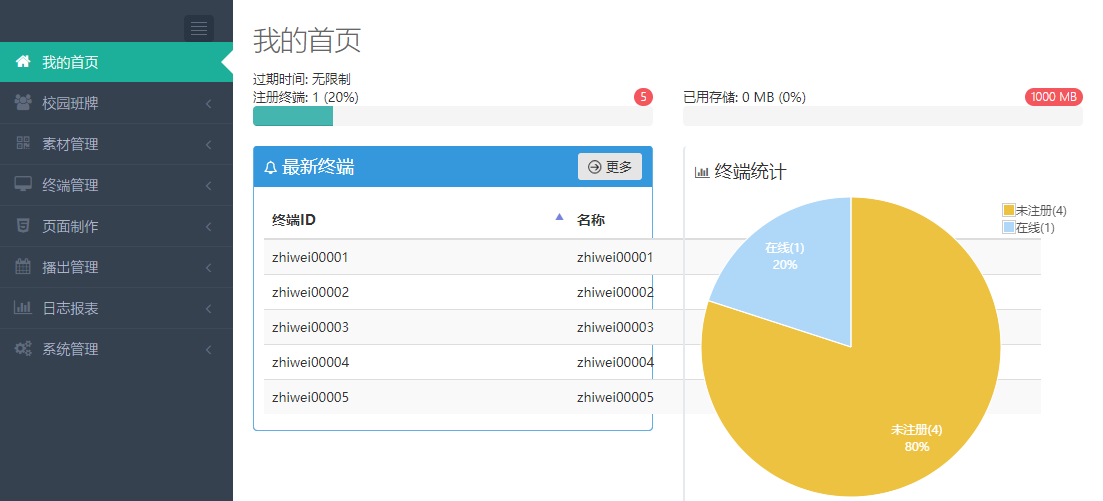 我的首页
校园班牌
素材管理
终端管理
页面制作
播出管理
日志报表
系统管理
我的首页
过期时间: 无限制
注册终端: 1 (20%)
5
已用存储: 0 MB (0%)
1000 MB
最新终端
更多
终端ID 名称
zhiwei00001 zhiwei00001
zhiwei00002 zhiwei00002
zhiwei00003 zhiwei00003
zhiwei00004 zhiwei00004
zhiwei00005 zhiwei00005
终端统计
未注册(4)
在线(1)
在线(1)
20%
未注册(4)
80%